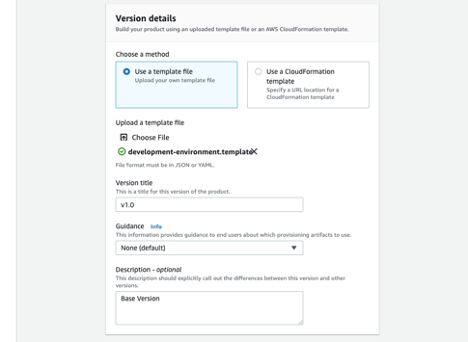 Version details
Build your product using an uploaded template file or an AWS CloudFormation template.
Choose a method
Use a template file
Upload your own template file
Use a CloudFormation
template
Specify a URL location for a
CloudFormation template
Upload a template file
Choose File
development-environment.template
File format must be in JSON or YAML.
Version title
This is a title for this version of the product.
v1.0
Guidance Info
This information provides guidance to end users about which provisioning artifacts to use.
None (default)
Description - optional
This description should explicitly call out the differences between this version and other
versions.
Base Version